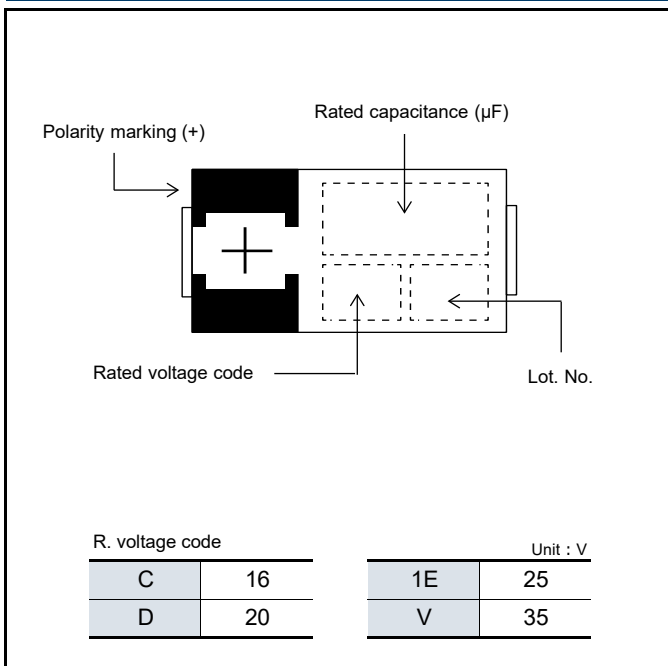 Rated capacitance (μF)
Polarity marking (+)
Rated voltage code
Lot. No.
R. voltage code
Unit : V
C 16 1E 25
D 20 V 35